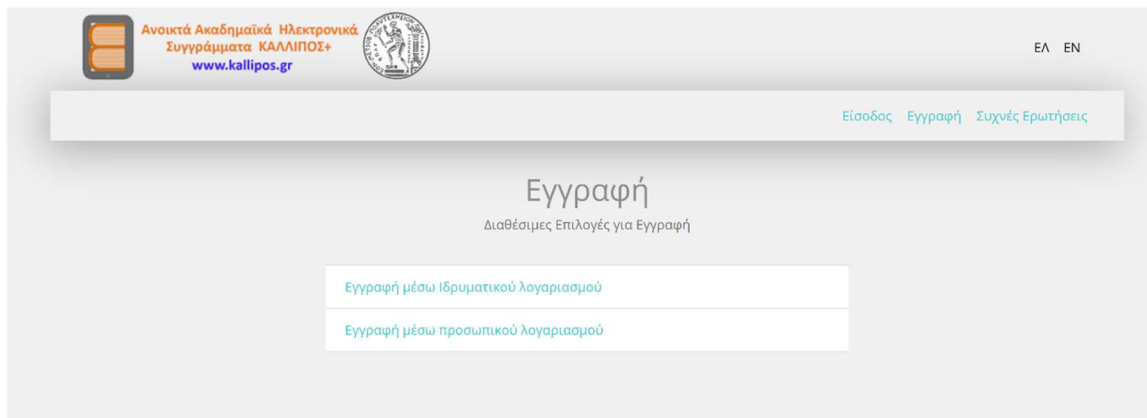 Ανοικτά Ακαδημαϊκά Ηλεκτρονικά
Συγγράμματα ΚΑΛΛΙΠΟΣ+
www.kallipos.gr
ΕΛ EN
Είσοδος Εγγραφή Συχνές Ερωτήσεις
Εγγραφή
Διαθέσιμες Επιλογές για Εγγραφή
Εγγραφή μέσω Ιδρυματικού λογαριασμού
Εγγραφή μέσω προσωπικού λογαριασμού